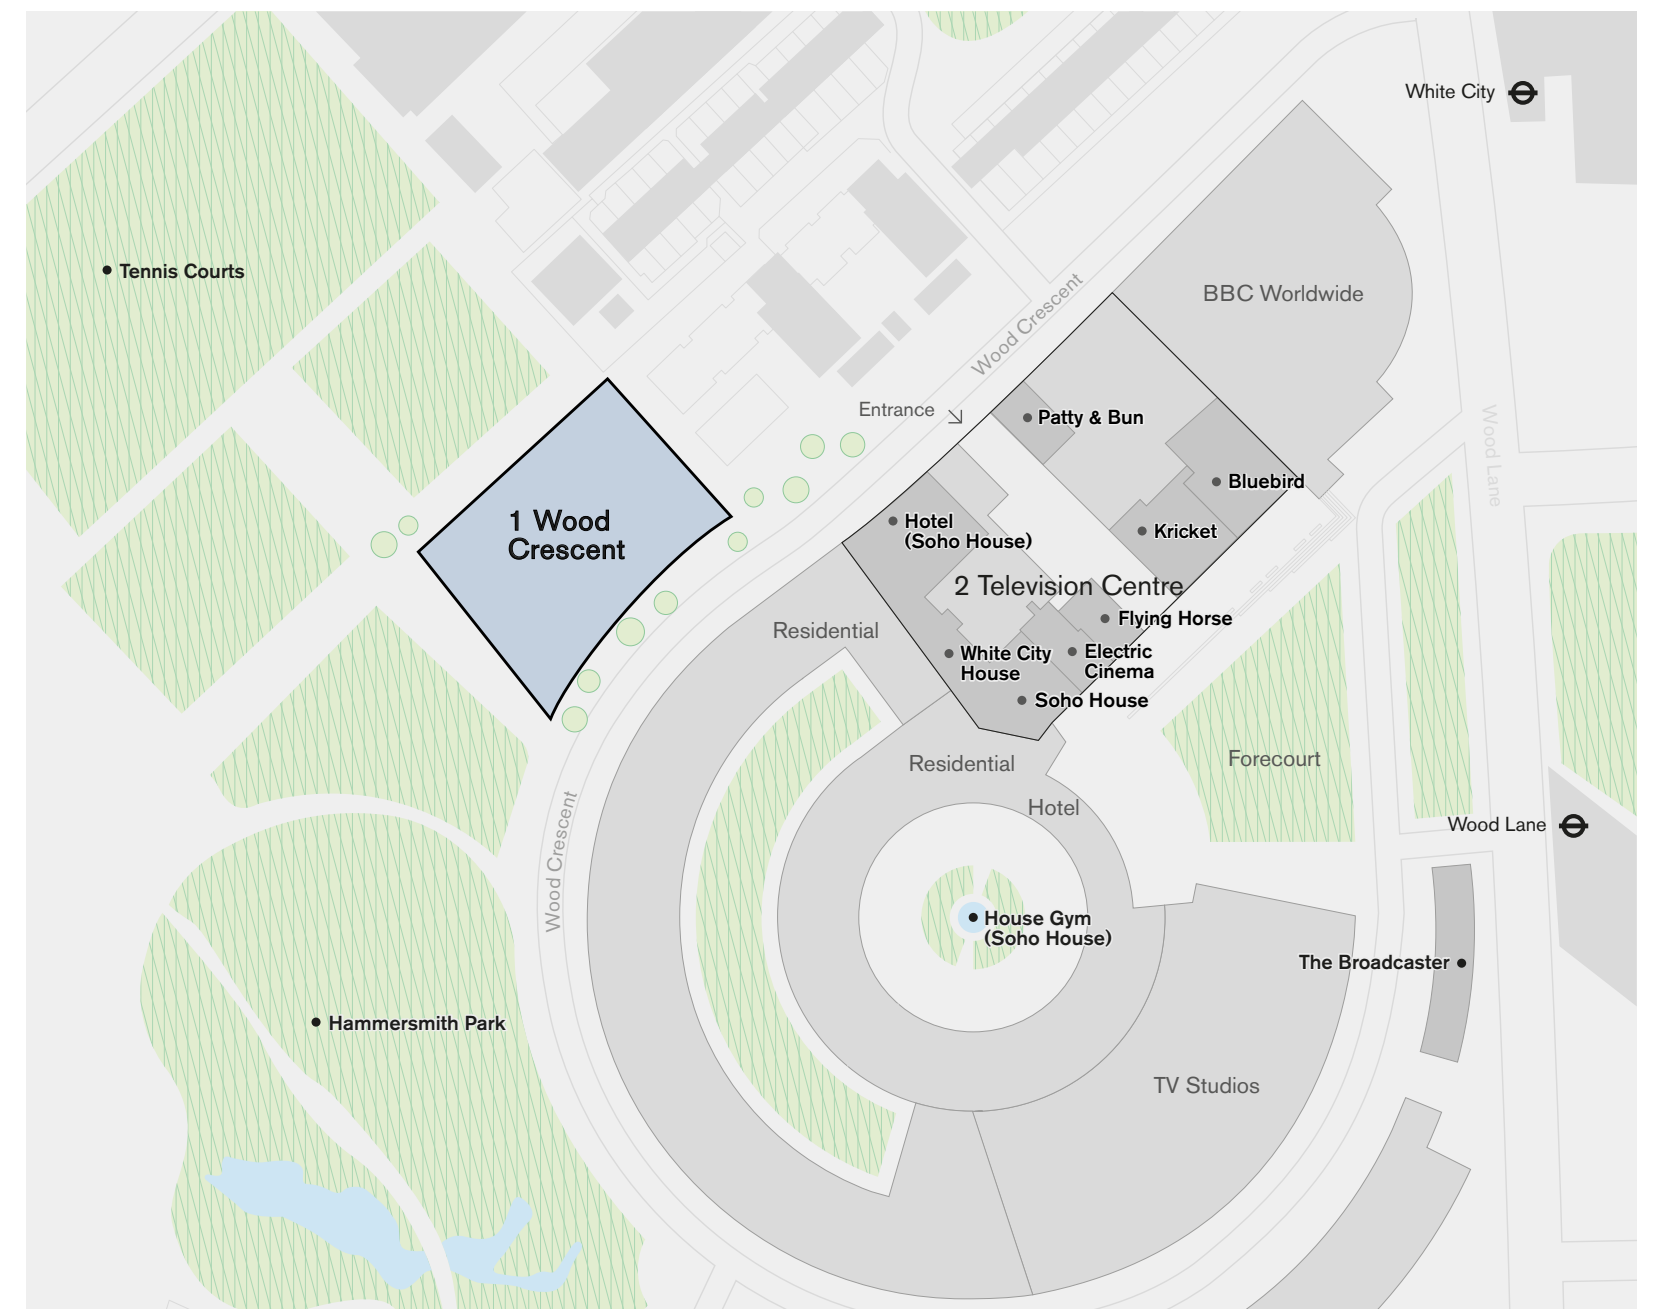 White City
Tennis Courts
BBC Worldwide
Wood Crescent
Entrance
Patty & Bun
Wood Lane
Bluebird
1 Wood
Crescent
Hotel
(Soho House)
Kricket
2 Television Centre
Flying Horse
Residential
White City
House
Electric
Cinema
Soho House
Residential
Forecourt
Hotel
Wood Lane
Wood Crescent
House Gym
(Soho House)
The Broadcaster
Hammersmith Park
TV Studios